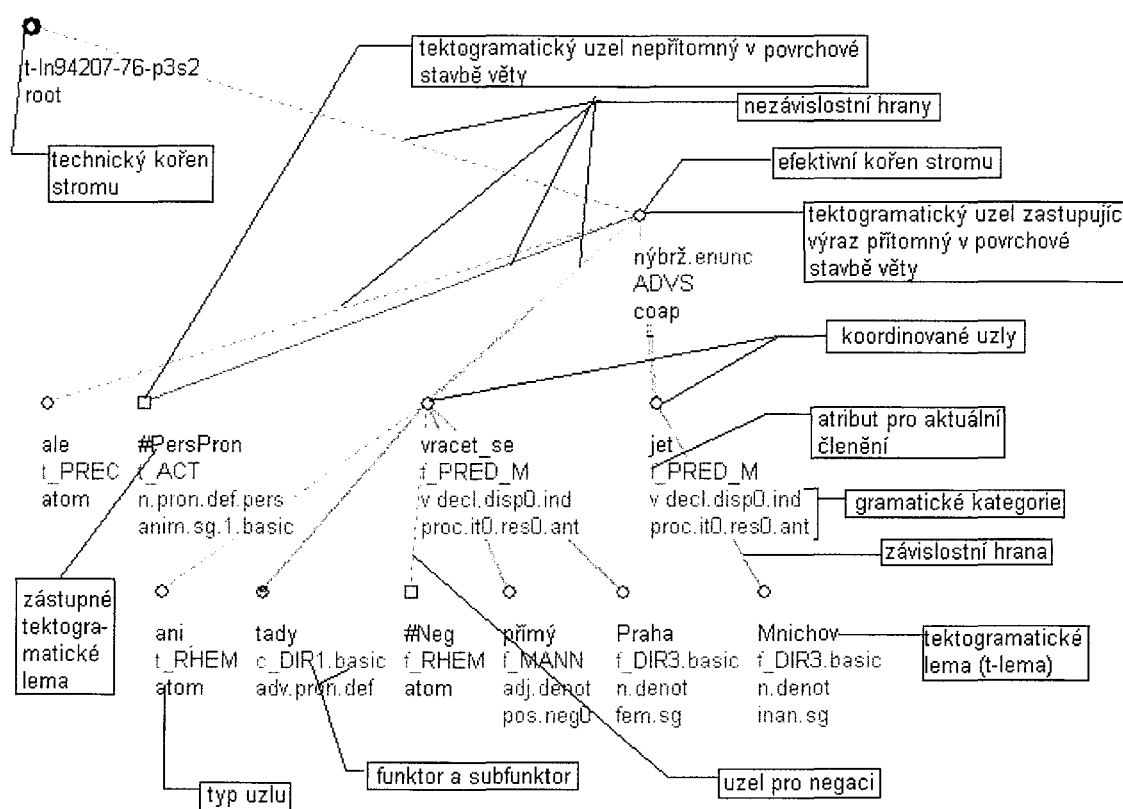 tektogramatický uzel nepřítomný v povrchové
stavbě věty
t-ln94207-76-p3s2
root
nezávislostní hrany
technický kořen
stromu
efektivní kořen stromu
tektogramatický uzel zastupujíc
výraz přítomný v povrchové
stavbě věty
nýbrž.enunc
ADVS
coap
koordinované uzly
atribut pro aktuální
členění
ale
t_PREC
atom
#PersPron
t_ACT
n.pron.def.pers
anim.sg.1.basic
vracet_se
f_PRED_M
v decl.disp0.ind
proc.it0.res0.ant
jet
f_PRED_M
v decl.disp0.ind
proc.it0.res0.ant
gramatické kategorie
závislostní hrana
zástupné
tektogra-
matické
lema
ani
t_RHEM
atom
tady
c_DIR1.basic
adv.pron.def
#Neg
f_RHEM
atom
přímý
f_MANN
adj.denot
pos.neg0
Praha
f_DIR3.basic
n.denot
fem.sg
Mnichov
f_DIR3.basic
n.denot
inan.sg
tektogramatické
lema (t-lema)
funktor a subfunktor
uzel pro negaci
typ uzlu